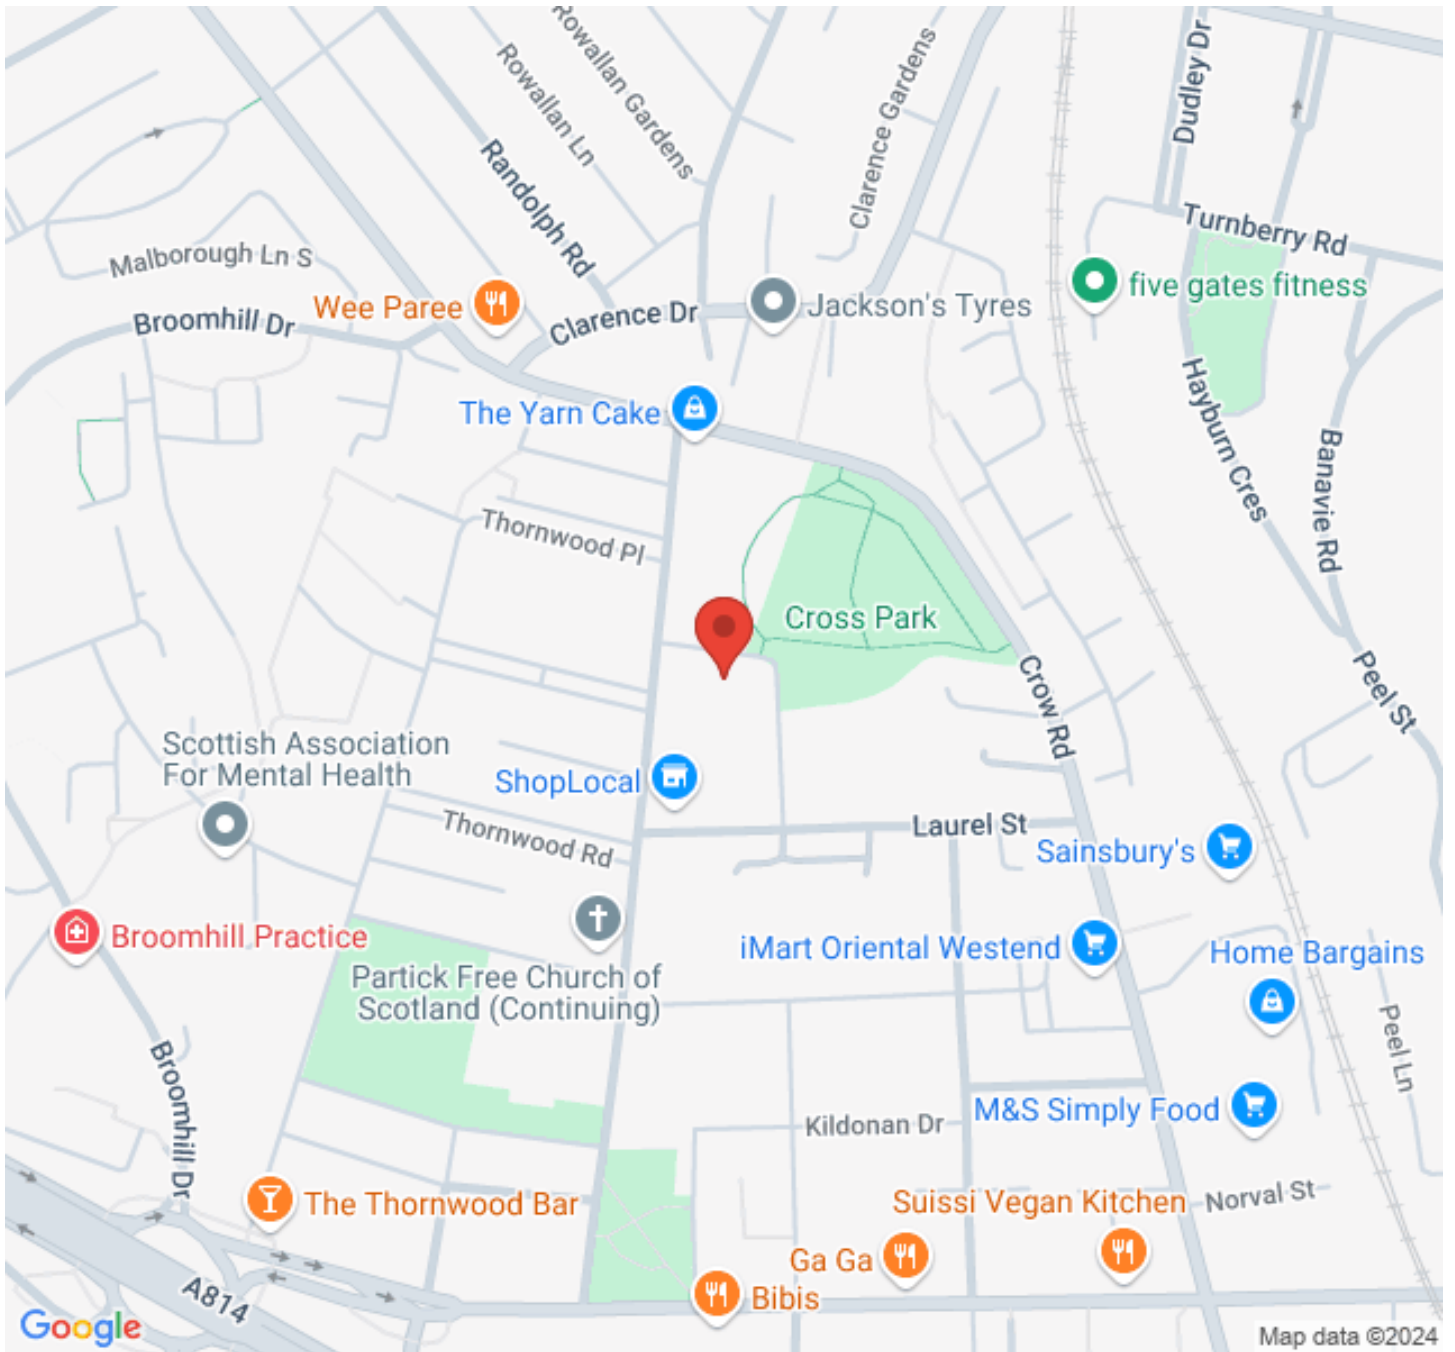 Rowallan Gardens
Rowallan Ln
Clarence Gardens
Dudley Dr
Randolph Rd
Turnberry Rd
Malborough Ln S
five gates fitness
Wee Paree
Jackson's Tyres
Broomhill Dr
Clarence Dr
The Yarn Cake
Hayburn Cres
Banavie Rd
Thornwood Pl
Cross Park
Crow Rd
Peel St
Scottish Association
For Mental Health
ShopLocal
Thornwood Rd
Laurel St
Sainsbury's
Broomhill Practice
iMart Oriental Westend
Home Bargains
Partick Free Church of
Scotland (Continuing)
Peel Ln
Broomhill Dr
M&S Simply Food
Kildonan Dr
The Thornwood Bar
Suissi Vegan Kitchen
Norval St
Ga Ga
Bibis
A814
Google
Map data ©2024